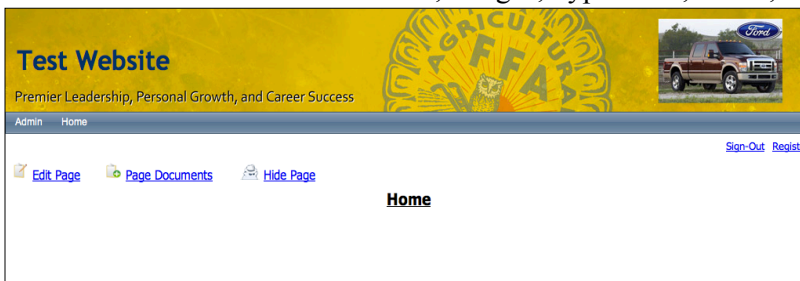 Test Website
Premier Leadership, Personal Growth, and Career Success
AGRICULTURAL
FFA
Ford
Admin Home
Sign-Out Regist
Edit Page Page Documents Hide Page
Home